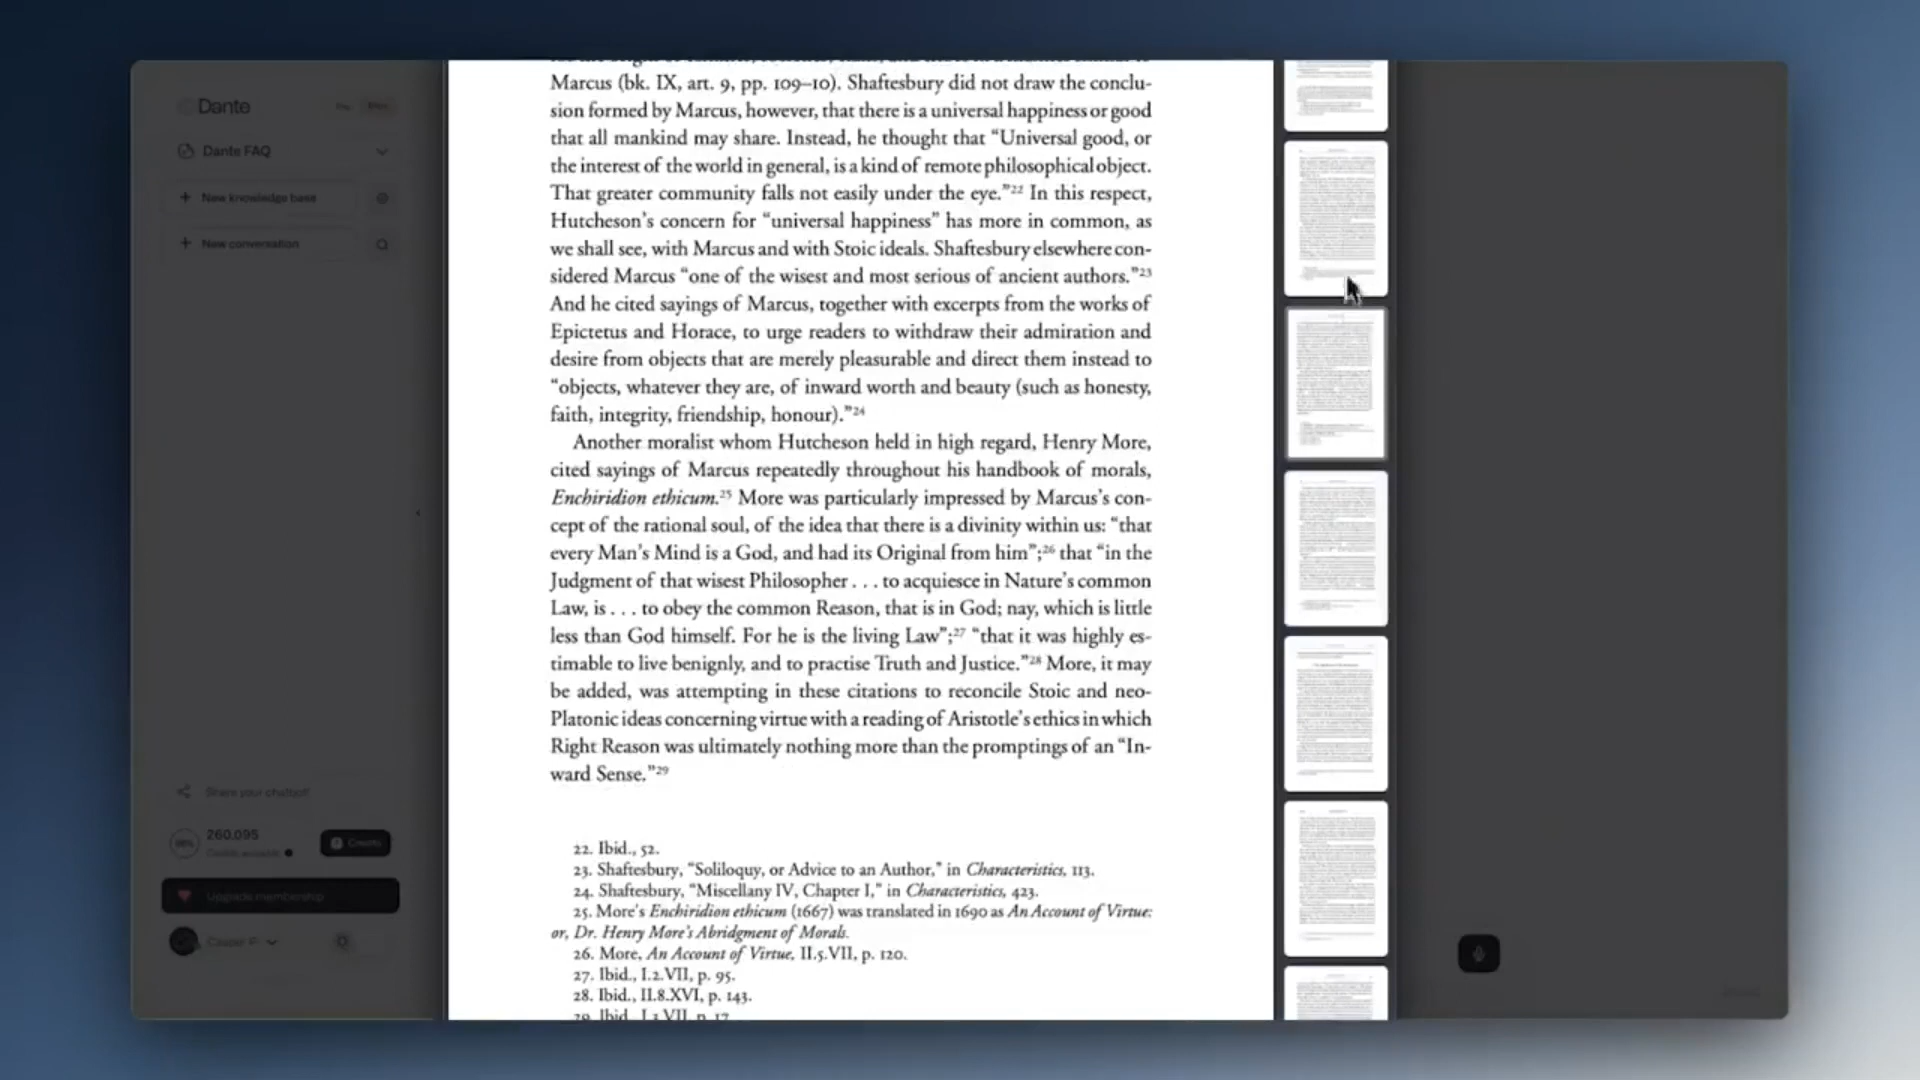 Dante
Dante FAQ
New knowledge base
New conversation
Share your chatbot!
260,095
Create
Upgrade membership
Marcus (bk. IX, art. 9, pp. 109–10). Shaftesbury did not draw the conclu-
sion formed by Marcus, however, that there is a universal happiness or good
that all mankind may share. Instead, he thought that “Universal good, or
the interest of the world in general, is a kind of remote philosophical object.
That greater community falls not easily under the eye.”22 In this respect,
Hutcheson’s concern for “universal happiness” has more in common, as
we shall see, with Marcus and with Stoic ideals. Shaftesbury elsewhere con-
sidered Marcus “one of the wisest and most serious of ancient authors.”23
And he cited sayings of Marcus, together with excerpts from the works of
Epictetus and Horace, to urge readers to withdraw their admiration and
desire from objects that are merely pleasurable and direct them instead to
“objects, whatever they are, of inward worth and beauty (such as honesty,
faith, integrity, friendship, honour).”24
Another moralist whom Hutcheson held in high regard, Henry More,
cited sayings of Marcus repeatedly throughout his handbook of morals,
Enchiridion ethicum.25 More was particularly impressed by Marcus’s con-
cept of the rational soul, of the idea that there is a divinity within us: “that
every Man’s Mind is a God, and had its Original from him”;26 that “in the
Judgment of that wisest Philosopher . . . to acquiesce in Nature’s common
Law, is . . . to obey the common Reason, that is in God; nay, which is little
less than God himself. For he is the living Law”;27 “that it was highly es-
timable to live benignly, and to practise Truth and Justice.”28 More, it may
be added, was attempting in these citations to reconcile Stoic and neo-
Platonic ideas concerning virtue with a reading of Aristotle’s ethics in which
Right Reason was ultimately nothing more than the promptings of an “In-
ward Sense.”29
22. Ibid., 52.
23. Shaftesbury, “Soliloquy, or Advice to an Author,” in Characteristics, 113.
24. Shaftesbury, “Miscellany IV, Chapter I,” in Characteristics, 423.
25. More’s Enchiridion ethicum (1667) was translated in 1690 as An Account of Virtue:
or, Dr. Henry More’s Abridgment of Morals.
26. More, An Account of Virtue, II.5.VII, p. 120.
27. Ibid., I.2.VII, p. 95.
28. Ibid., II.8.XVI, p. 143.
29. Ibid., I.3.VII, p. 17.